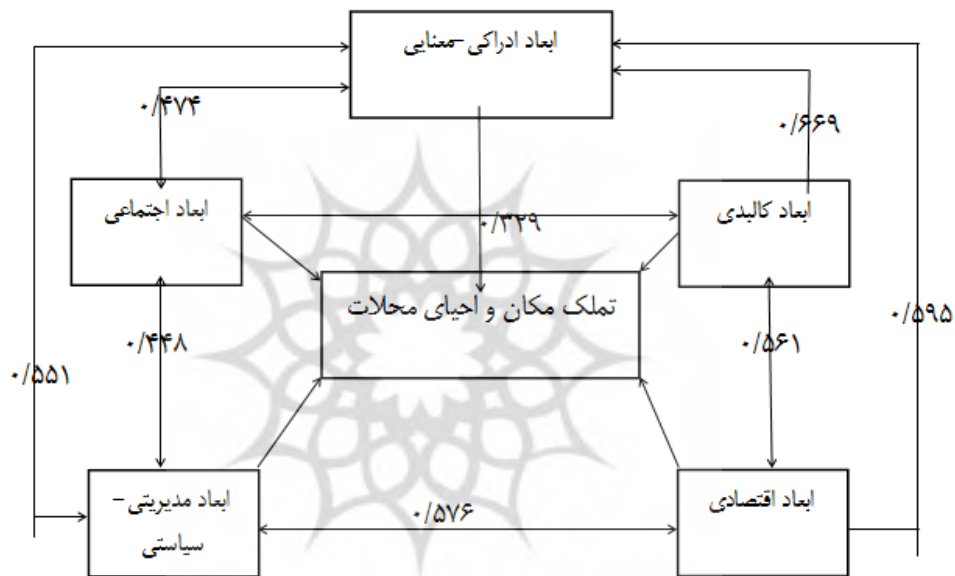 ابعاد ادراکی-معنایی
۰/۴۷۴
۰/۶۶۹
ابعاد اجتماعی
ابعاد کالبدی
۰/۳۲۹
تملک مکان و احیای محلات
۰/۵۹۵
۰/۴۴۸
۰/۵۶۱
۰/۵۵۱
ابعاد مدیریتی-
سیاستی
ابعاد اقتصادی
۰/۵۷۶